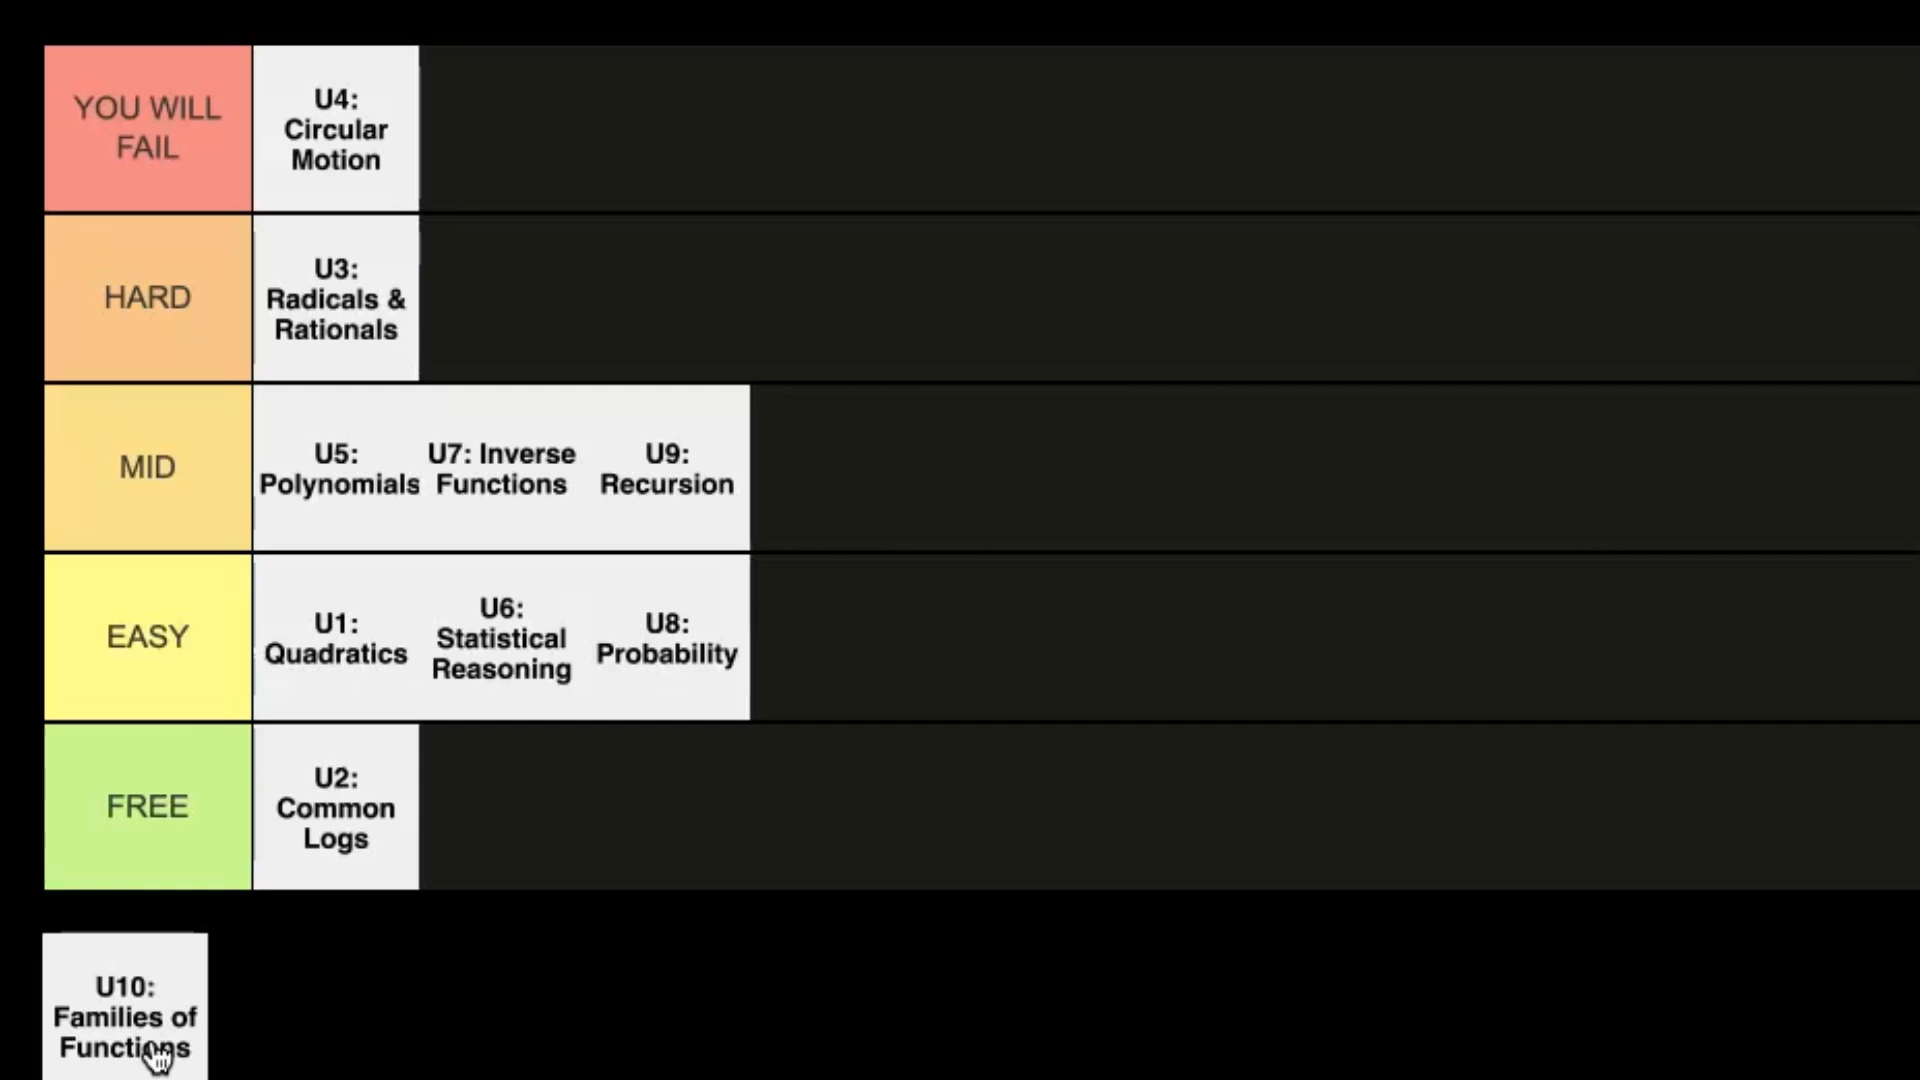 YOU WILL
FAIL
U4:
Circular
Motion
HARD
U3:
Radicals &
Rationals
MID
U5:
Polynomials
U7: Inverse
Functions
U9:
Recursion
EASY
U1:
Quadratics
U6:
Statistical
Reasoning
U8:
Probability
FREE
U2:
Common
Logs
U10:
Families of
Functions